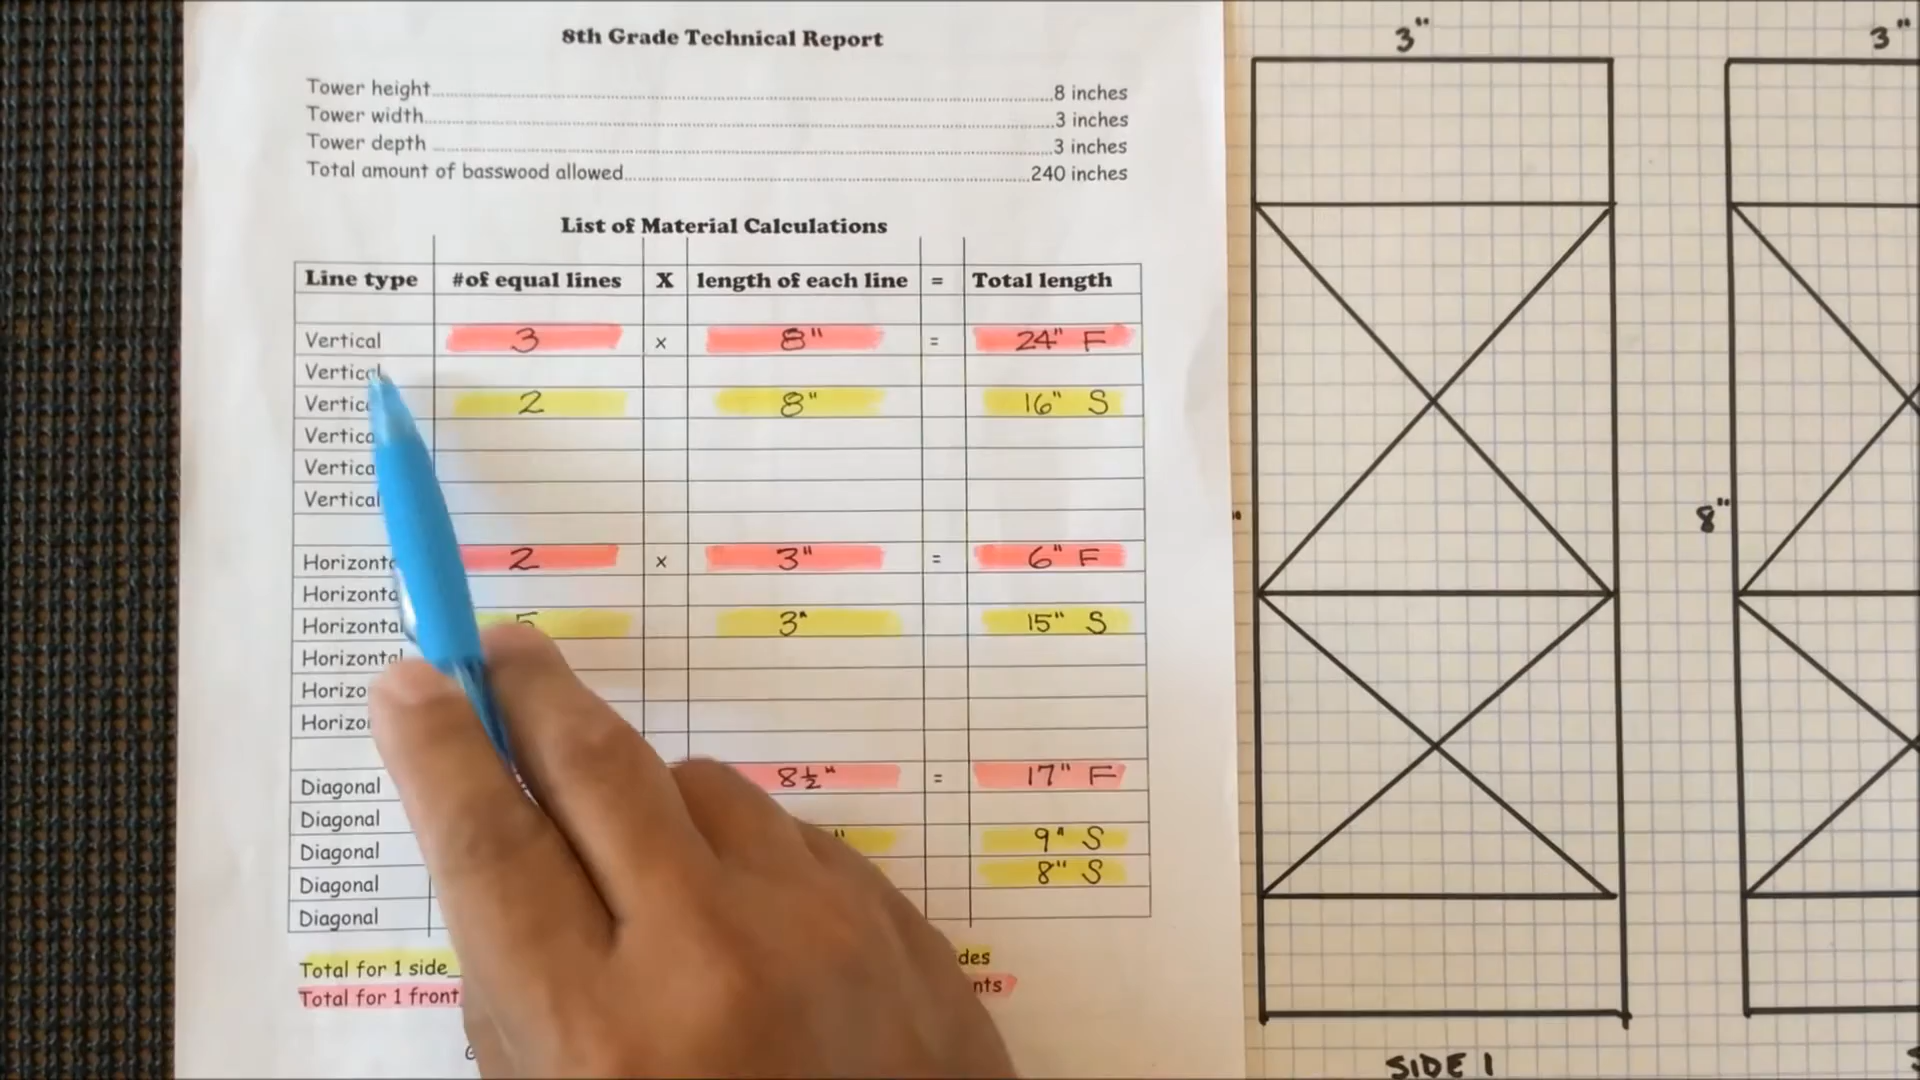 8th Grade Technical Report
Tower height 8 inches
Tower width 3 inches
Tower depth 3 inches
Total amount of basswood allowed 240 inches
List of Material Calculations
Line type #of equal lines X length of each line = Total length
Vertical 3 x 8" = 24" F
Vertical
Vertic 2 8" 16" S
Vertica
Vertica
Vertical
Horizonta 2 x 3" = 6" F
Horizonta
Horizontal 5 3" 15" S
Horizontal
Horizo
Horizo
Diagonal 8½" = 17" F
Diagonal
Diagonal " 9" S
Diagonal 8" S
Diagonal
Total for 1 side des
Total for 1 front nts
3"
3"
8"
SIDE 1